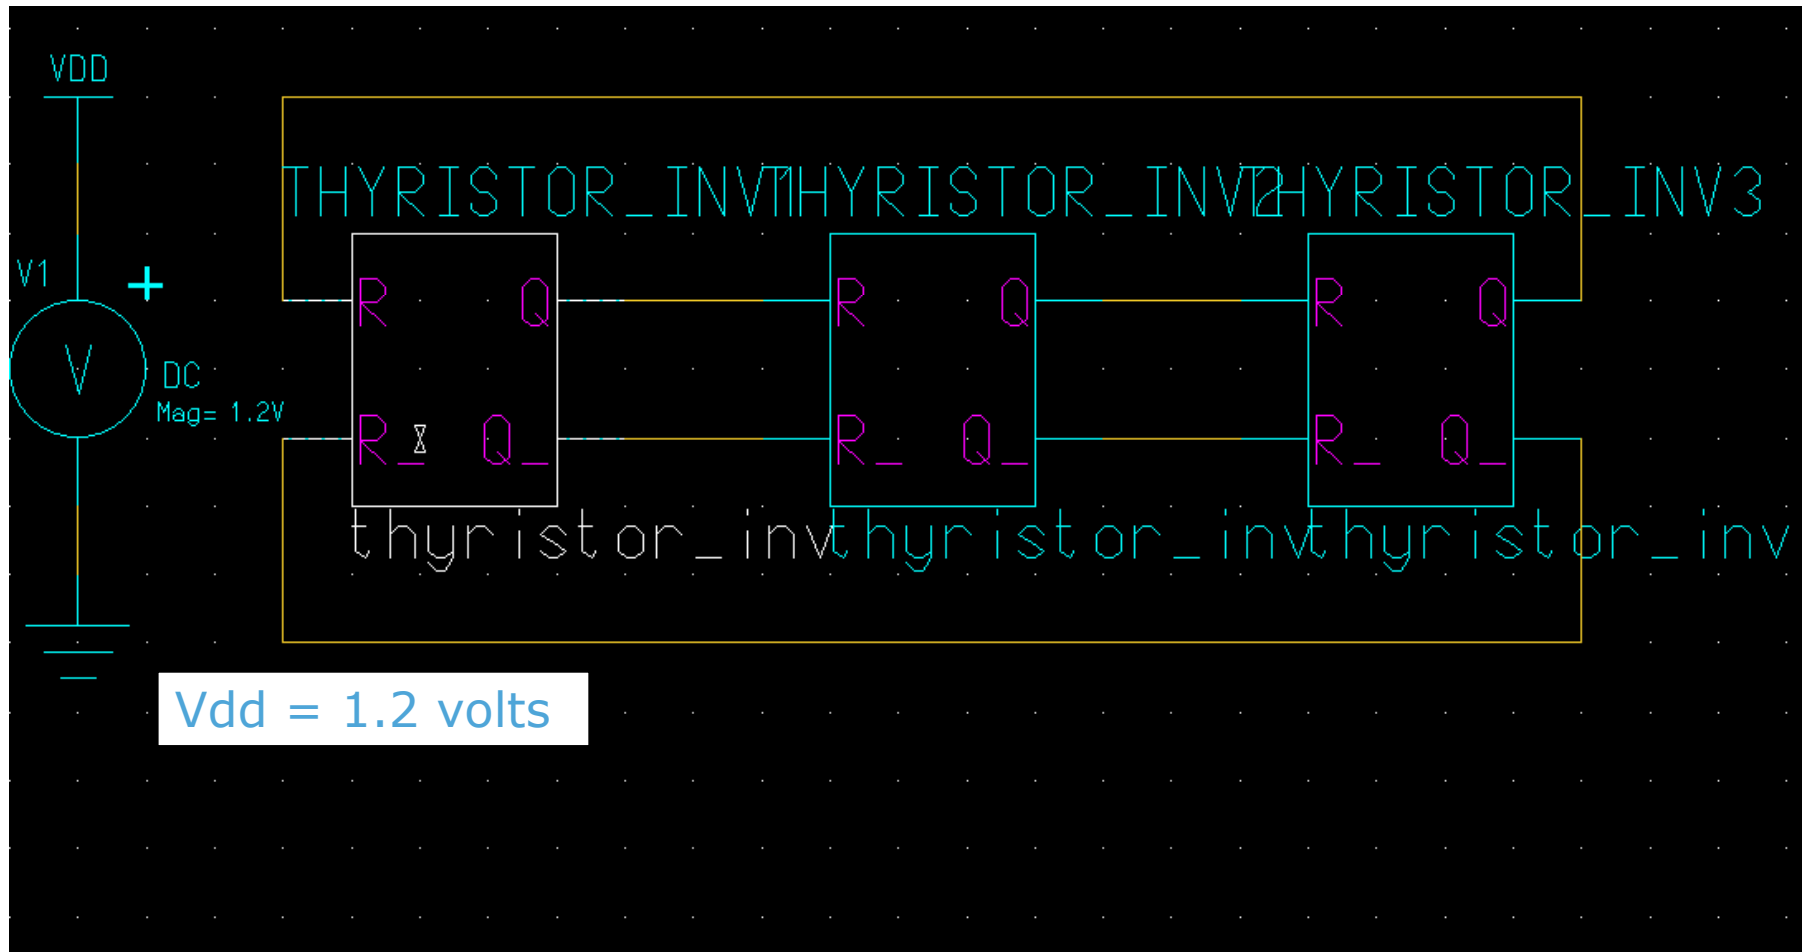 VDD
THYRISTOR_INV1
THYRISTOR_INV2
THYRISTOR_INV3
V1
+
V
DC
Mag= 1.2V
R Q
R_ Q_
R Q
R_ Q_
R Q
R_ Q_
thyristor_inv
thyristor_inv
thyristor_inv
Vdd = 1.2 volts